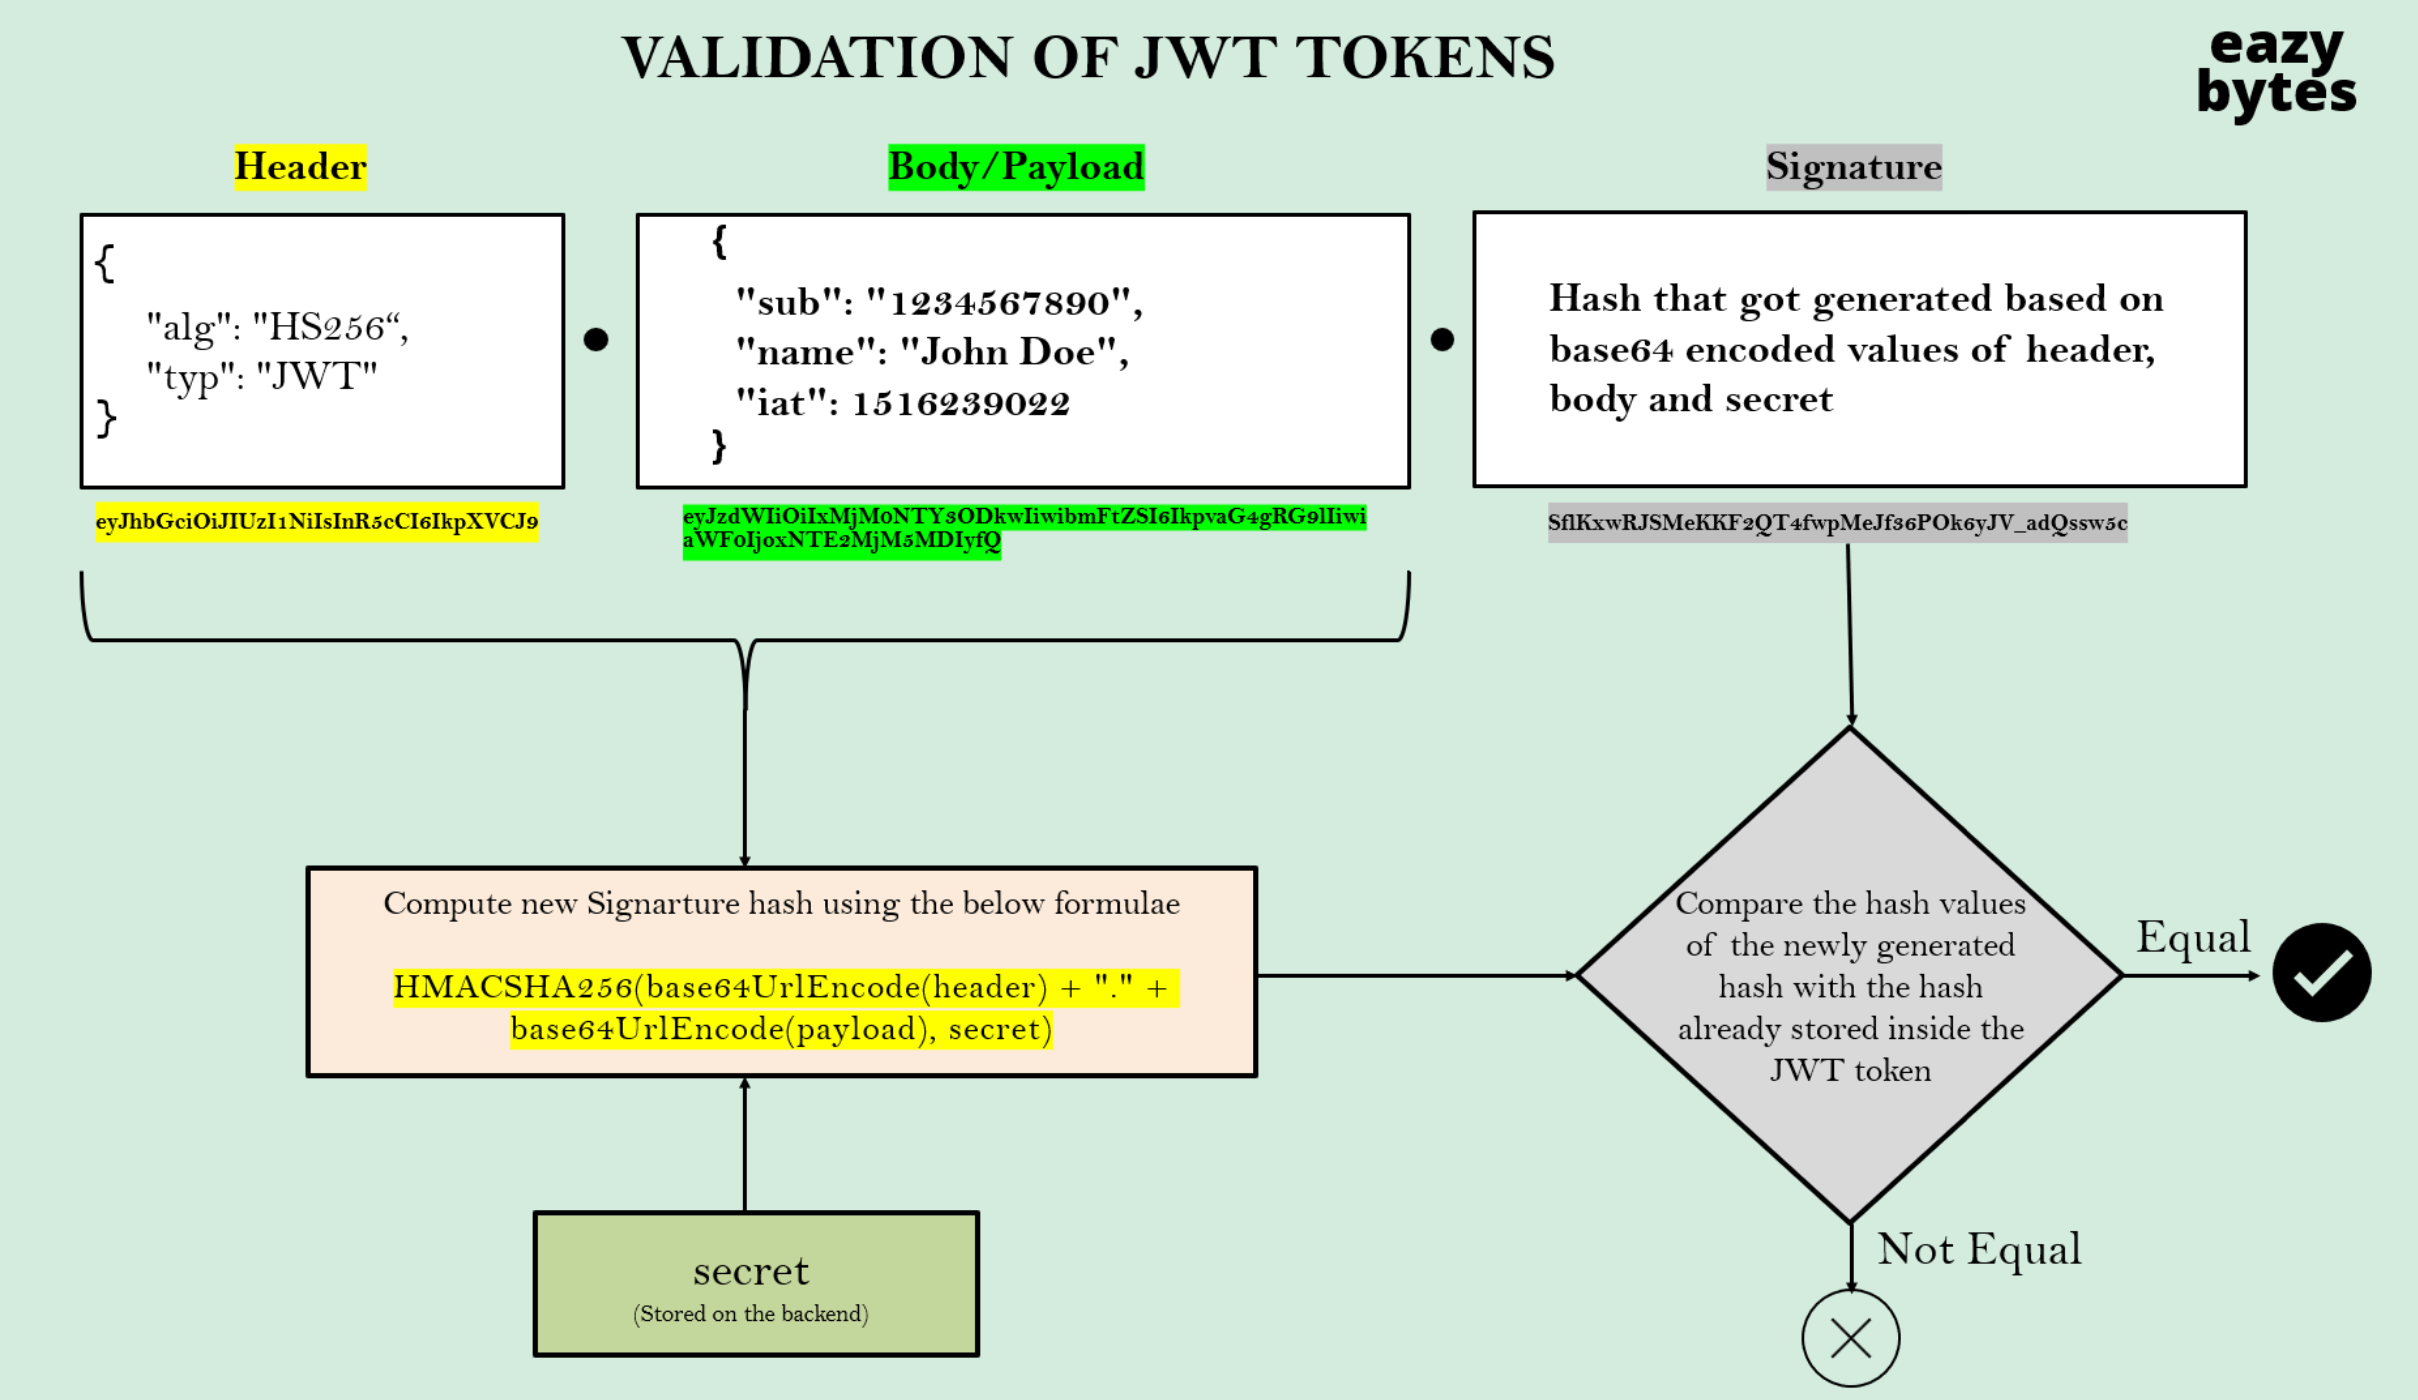 VALIDATION OF JWT TOKENS
eazy
bytes
Header
Body/Payload
Signature
{
"alg": "HS256“,
"typ": "JWT"
}
{
"sub": "1234567890",
"name": "John Doe",
"iat": 1516239022
}
Hash that got generated based on
base64 encoded values of header,
body and secret
eyJhbGciOiJIUzI1NiIsInR5cCI6IkpXVCJ9
eyJzdWIiOiIxMjM0NTY3ODkwIiwibmFtZSI6IkpvaG4gRG9lIiwi
aWF0IjoxNTE2MjM5MDIyfQ
SflKxwRJSMeKKF2QT4fwpMeJf36POk6yJV_adQssw5c
Compute new Signarture hash using the below formulae
HMACSHA256(base64UrlEncode(header) + "." +
base64UrlEncode(payload), secret)
secret
(Stored on the backend)
Compare the hash values
of the newly generated
hash with the hash
already stored inside the
JWT token
Equal
Not Equal